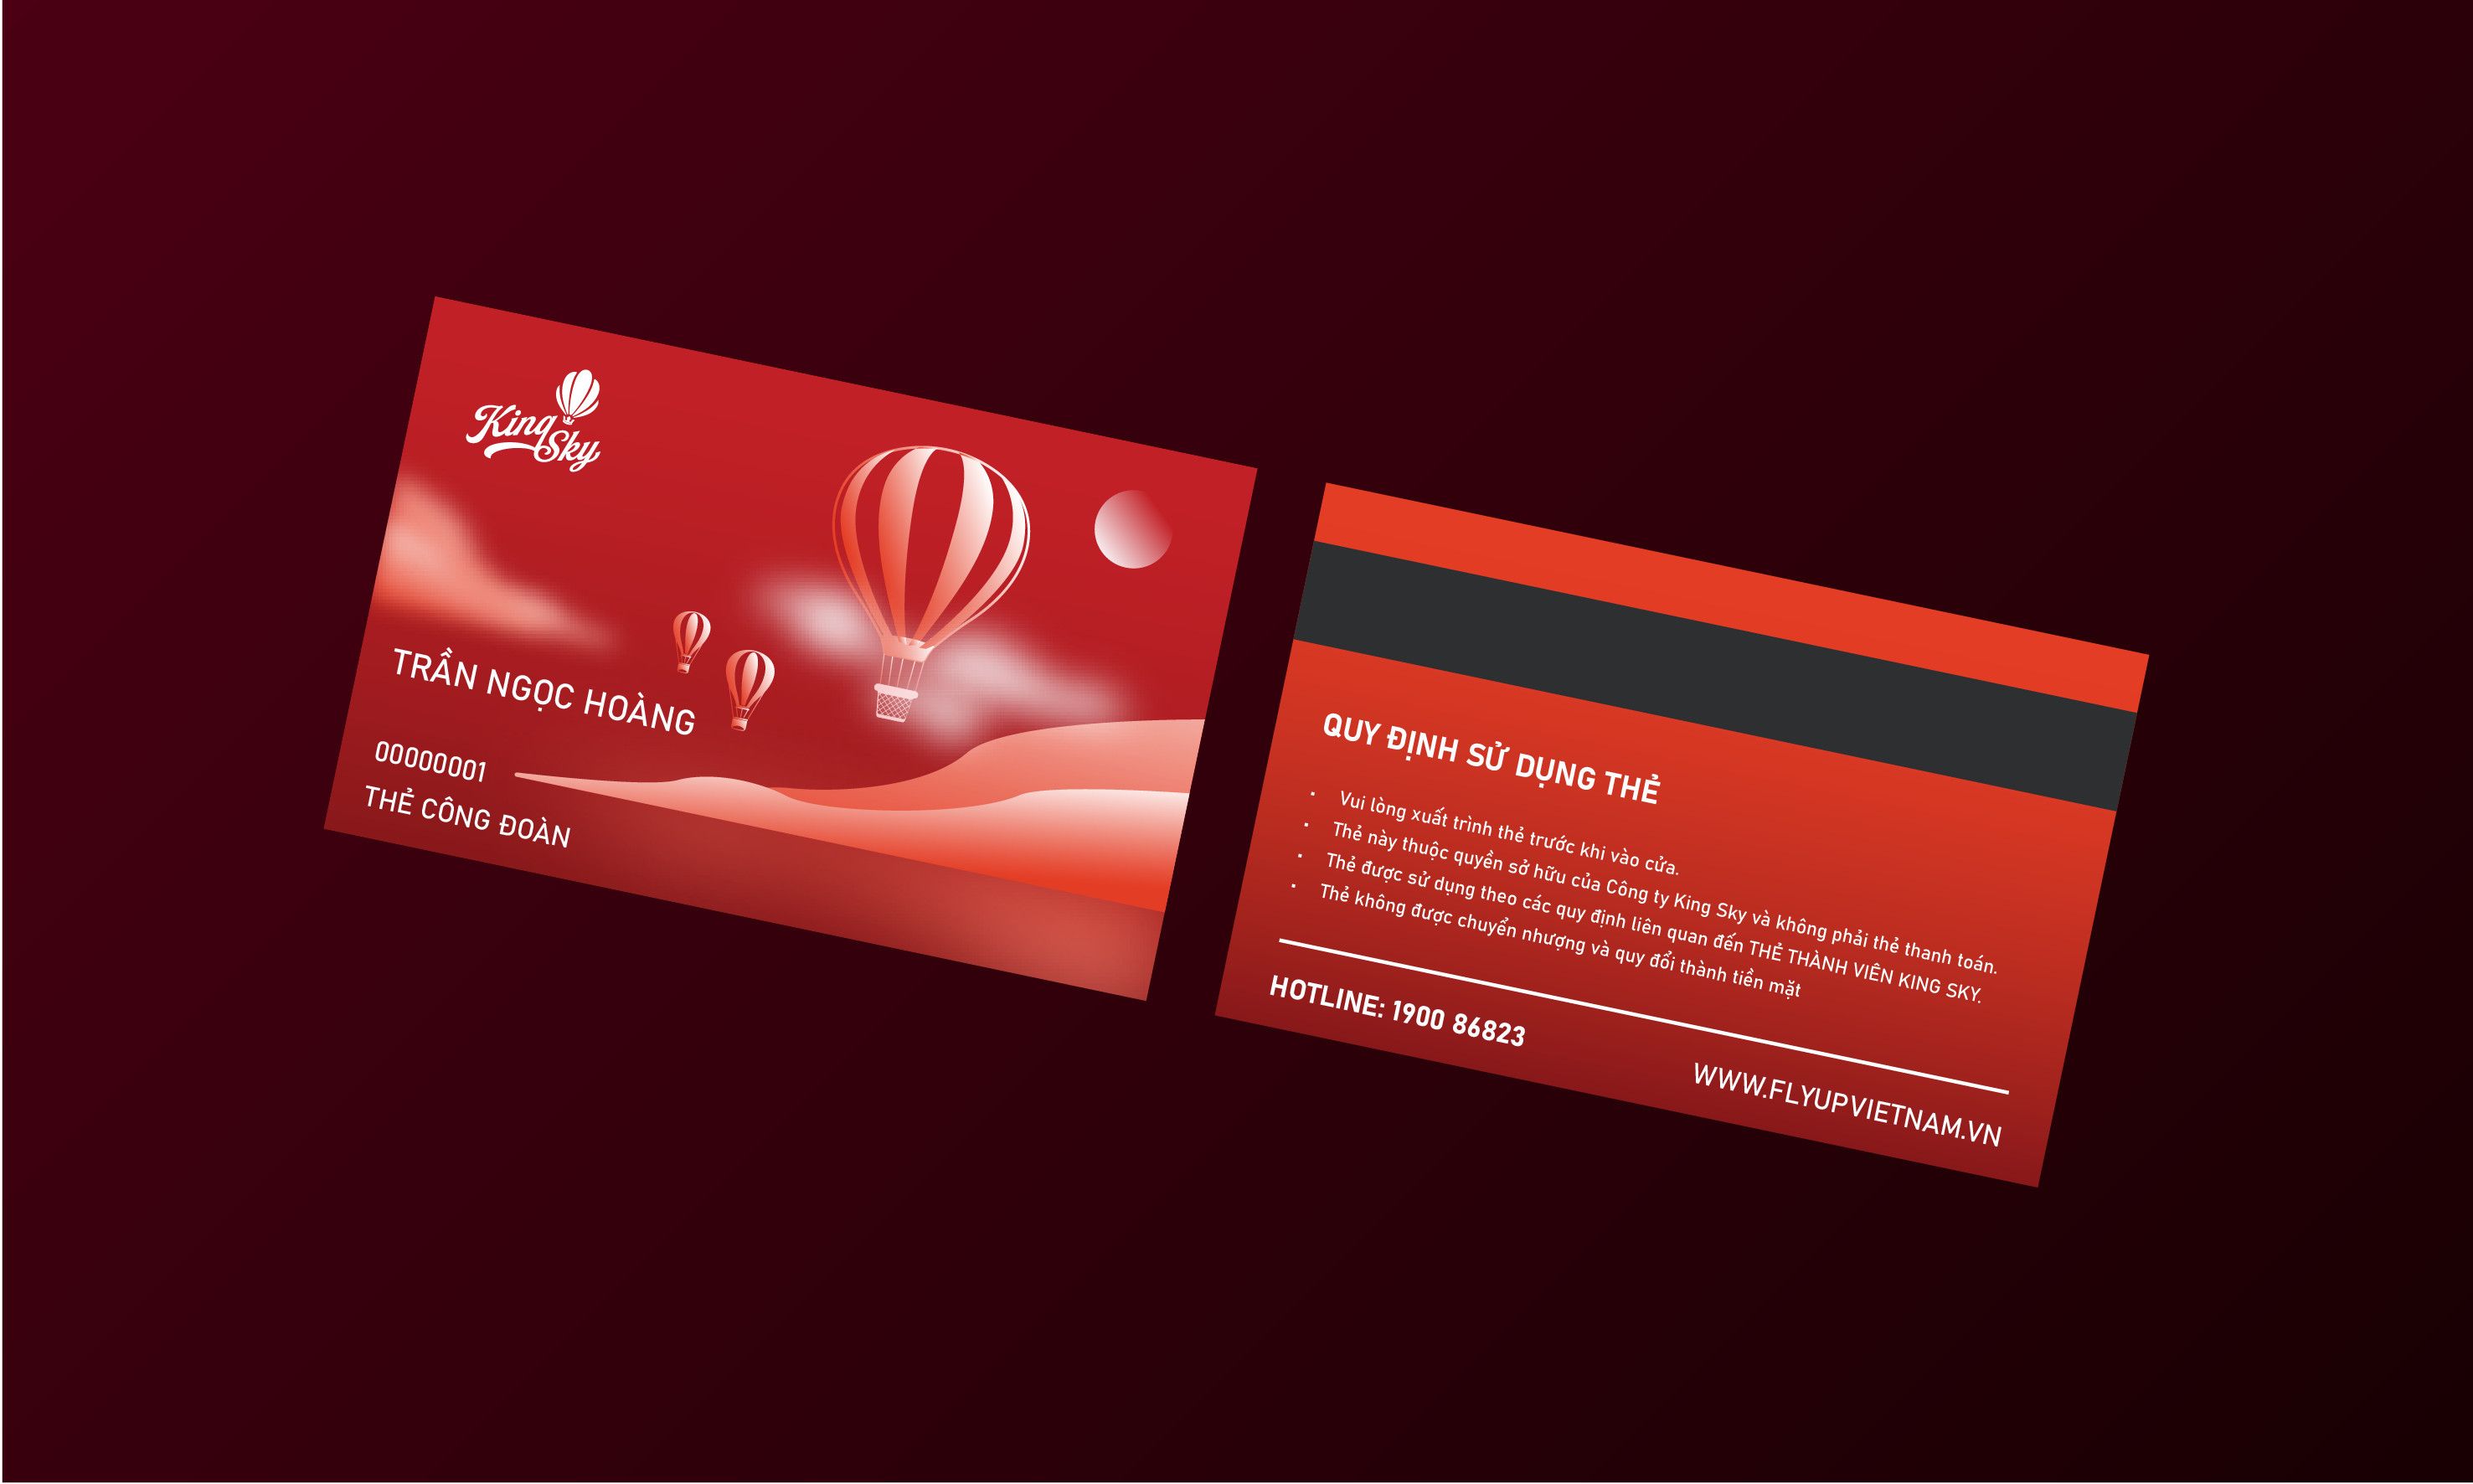 King
Sky
TRẦN NGỌC HOÀNG
00000001
THẺ CÔNG ĐOÀN
QUY ĐỊNH SỬ DỤNG THẺ
· Vui lòng xuất trình thẻ trước khi vào cửa.
· Thẻ này thuộc quyền sở hữu của Công ty King Sky và không phải thẻ thanh toán.
· Thẻ được sử dụng theo các quy định liên quan đến THẺ THÀNH VIÊN KING SKY.
· Thẻ không được chuyển nhượng và quy đổi thành tiền mặt
HOTLINE: 1900 86823
WWW.FLYUPVIETNAM.VN